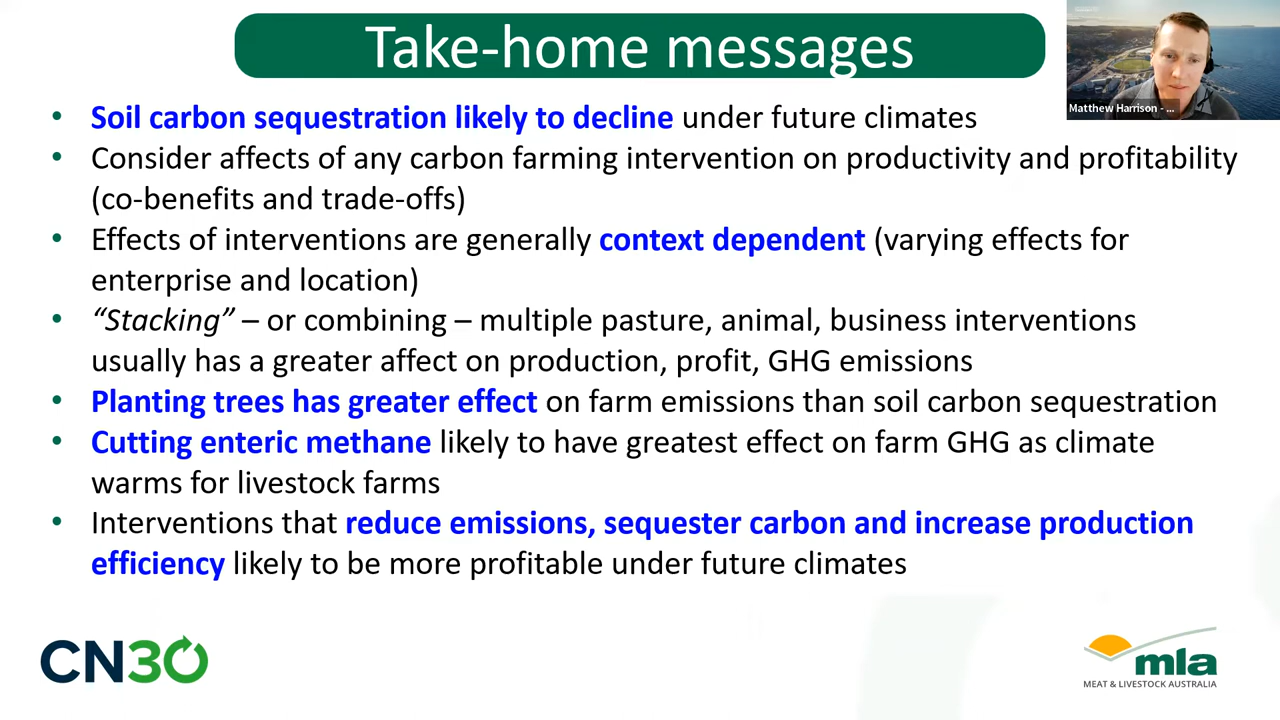 Take-home messages
Matthew Harrison - ...
• Soil carbon sequestration likely to decline under future climates
• Consider affects of any carbon farming intervention on productivity and profitability
(co-benefits and trade-offs)
• Effects of interventions are generally context dependent (varying effects for
enterprise and location)
• “Stacking” – or combining – multiple pasture, animal, business interventions
usually has a greater affect on production, profit, GHG emissions
• Planting trees has greater effect on farm emissions than soil carbon sequestration
• Cutting enteric methane likely to have greatest effect on farm GHG as climate
warms for livestock farms
• Interventions that reduce emissions, sequester carbon and increase production
efficiency likely to be more profitable under future climates
CN30
mla
MEAT & LIVESTOCK AUSTRALIA